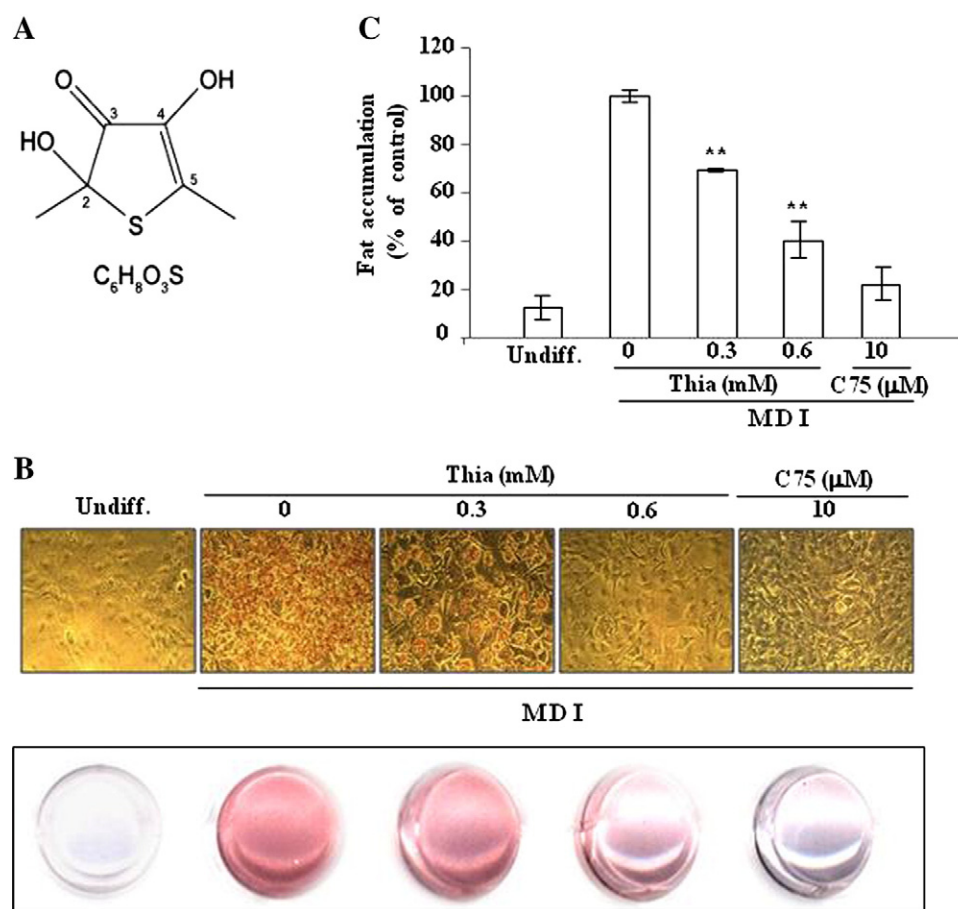 A
O
OH
HO
3
4
2
5
S
C₆H₈O₃S
C
Fat accumulation
(% of control)
120
100
80
60
40
20
0
**
**
Undiff.
0
0.3
0.6
10
Thia (mM)
C75 (μM)
MD I
B
Undiff.
Thia (mM)
C75 (μM)
0
0.3
0.6
10
MD I